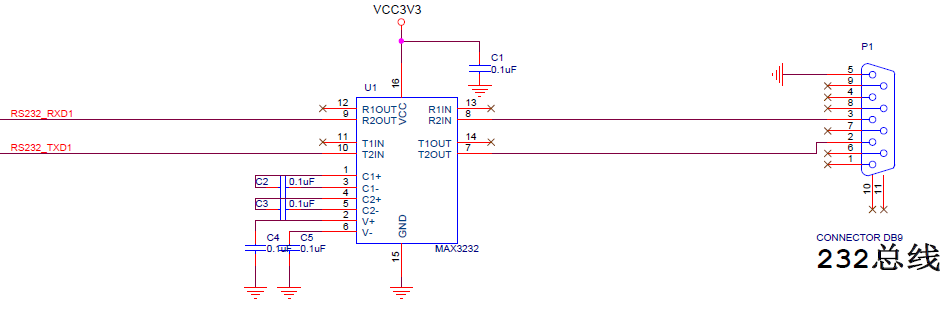 VCC3V3
C1
0.1uF
P1
U1
16
VCC
12 R1OUT R1IN 13
9 R2OUT R2IN 8
RS232_RXD1
11 T1IN T1OUT 14
10 T2IN T2OUT 7
RS232_TXD1
1 C1+
C2 0.1uF 3 C1-
4 C2+
C3 0.1uF 5 C2-
2 V+
6 V-
GND
15
MAX3232
C4
0.1uF
C5
0.1uF
5
9
4
8
3
7
2
6
1
10
11
CONNECTOR DB9
232总线